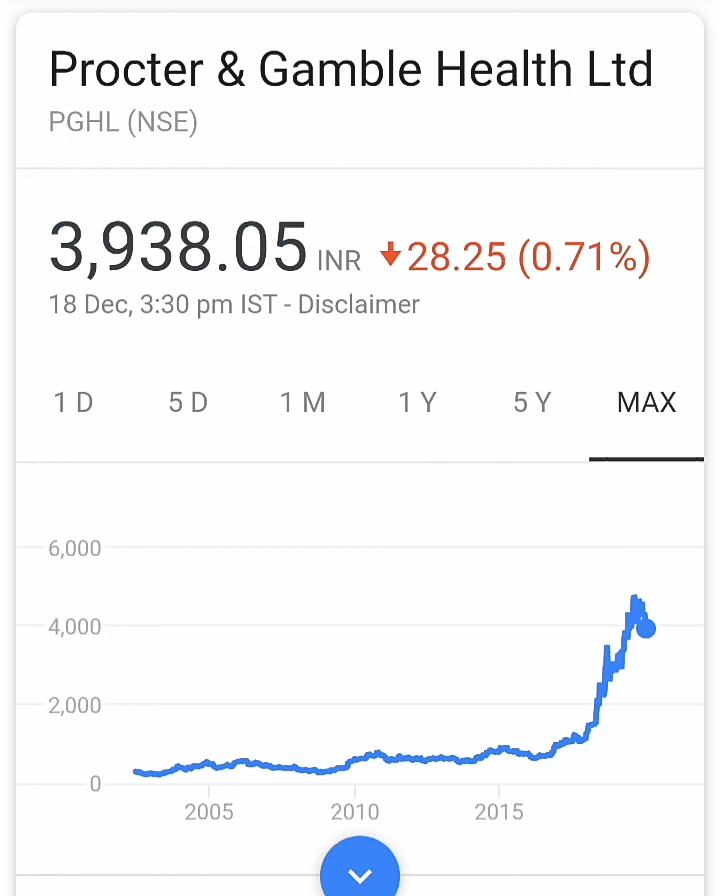 Procter & Gamble Health Ltd
PGHL (NSE)
3,938.05 INR ↓28.25 (0.71%)
18 Dec, 3:30 pm IST - Disclaimer
1 D 5 D 1 M 1 Y 5 Y MAX
6,000
4,000
2,000
0
2005 2010 2015